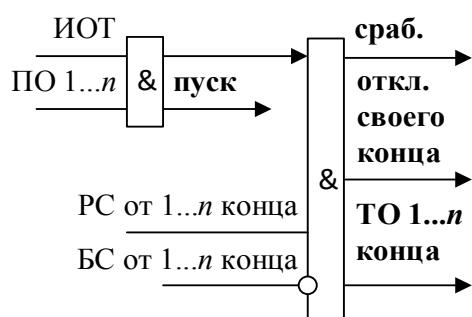 ИОТ
сраб.
ПО 1...n & пуск
откл.
своего
конца
&
РС от 1...n конца
ТО 1...n
БС от 1...n конца
конца